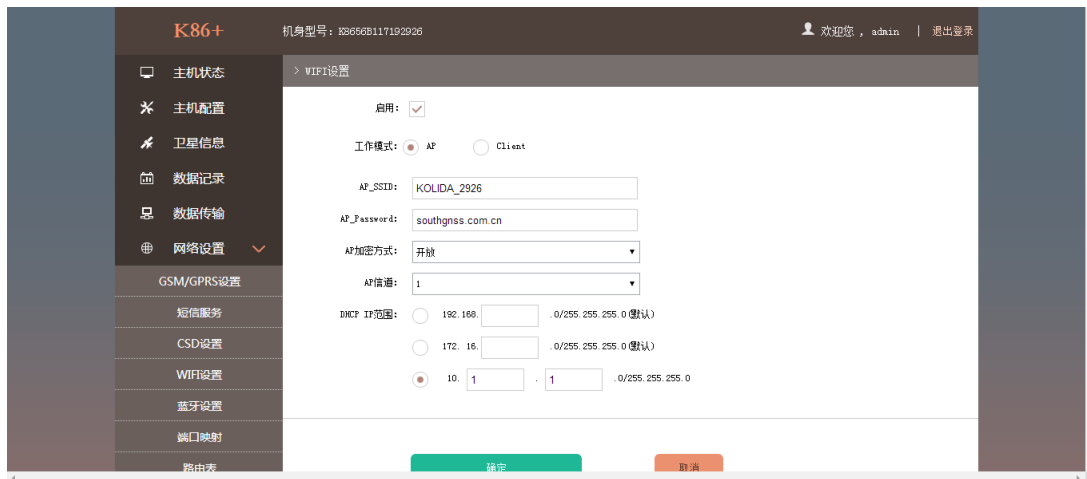 K86+ 机身型号：K8656B117192926 欢迎您 ，admin | 退出登录
主机状态
主机配置
卫星信息
数据记录
数据传输
网络设置
GSM/GPRS设置
短信服务
CSD设置
WIFI设置
蓝牙设置
端口映射
路由表
> WIFI设置
启用：
工作模式： AP Client
AP_SSID: KOLIDA_2926
AP_Password: southgnss.com.cn
AP加密方式： 开放
AP信道： 1
DHCP IP范围： 192.168. .0/255.255.255.0(默认)
172. 16. .0/255.255.255.0(默认)
10. 1 . 1 .0/255.255.255.0
确定 取消